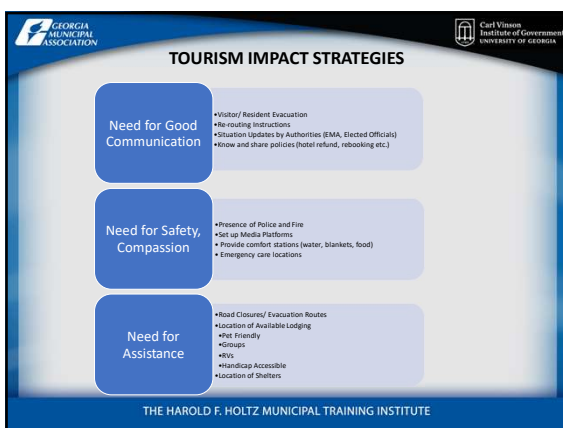 GEORGIA
MUNICIPAL
ASSOCIATION
Carl Vinson
Institute of Government
UNIVERSITY OF GEORGIA
TOURISM IMPACT STRATEGIES
Need for Good
Communication
•Visitor/ Resident Evacuation
•Re-routing Instructions
•Situation Updates by Authorities (EMA, Elected Officials)
•Know and share policies (hotel refund, rebooking etc.)
Need for Safety,
Compassion
•Presence of Police and Fire
•Set up Media Platforms
• Provide comfort stations (water, blankets, food)
• Emergency care locations
Need for
Assistance
•Road Closures/ Evacuation Routes
•Location of Available Lodging
•Pet Friendly
•Groups
•RVs
•Handicap Accessible
•Location of Shelters
THE HAROLD F. HOLTZ MUNICIPAL TRAINING INSTITUTE